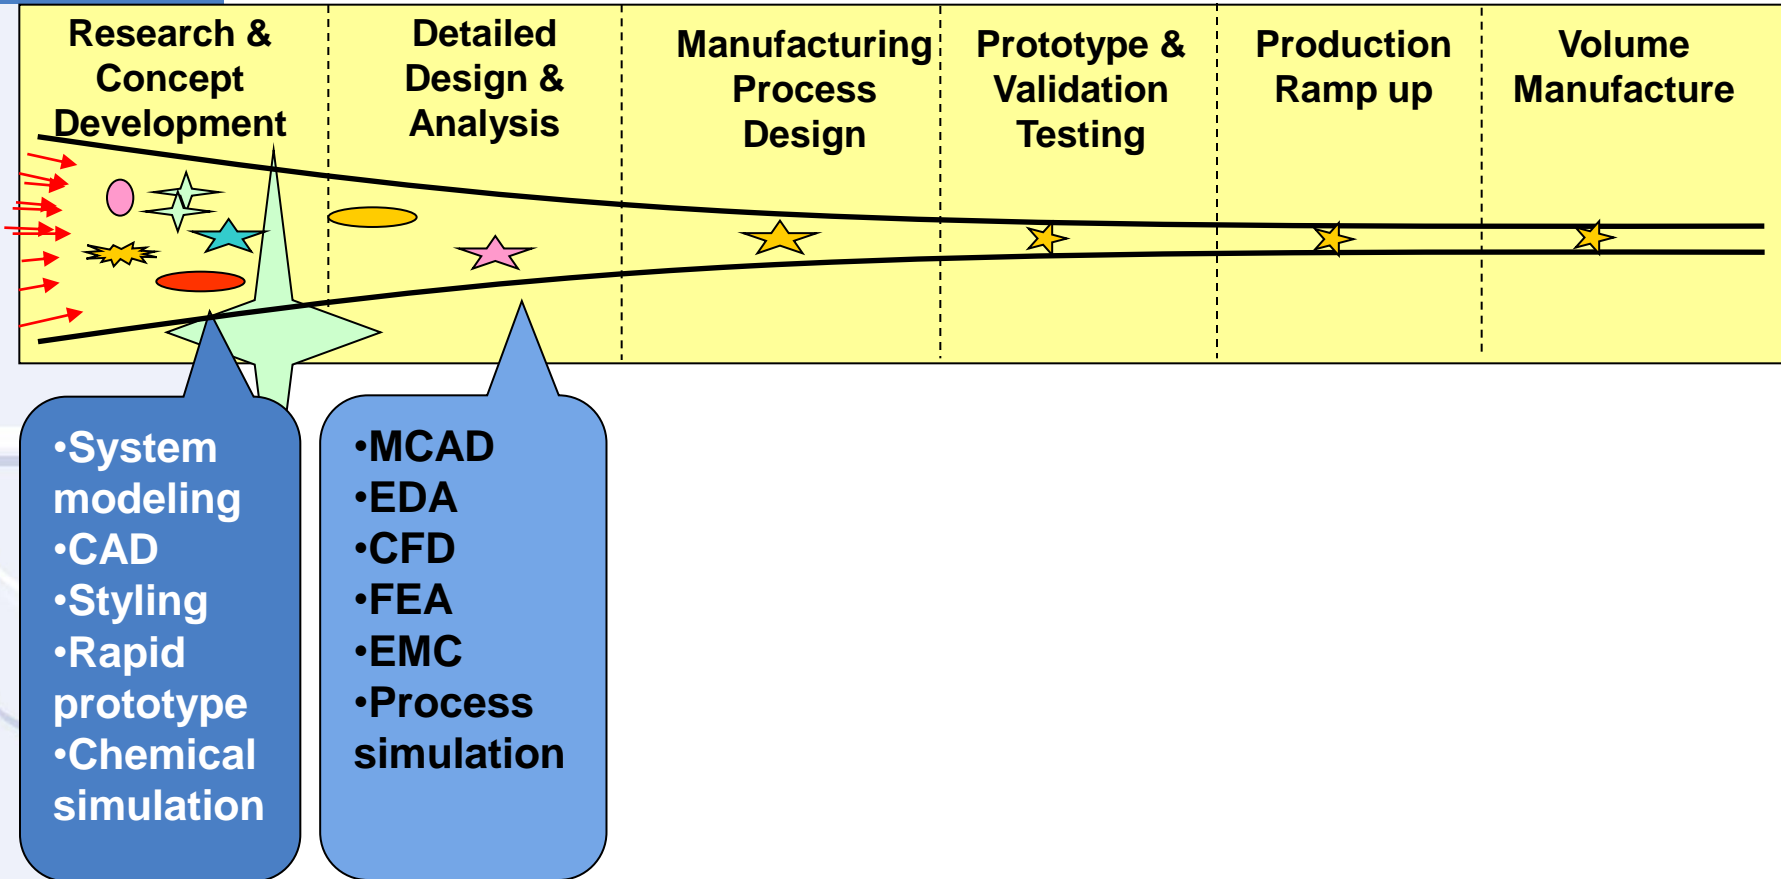 Research &
Concept
Development
Detailed
Design &
Analysis
Manufacturing
Process
Design
Prototype &
Validation
Testing
Production
Ramp up
Volume
Manufacture
•System
modeling
•CAD
•Styling
•Rapid
prototype
•Chemical
simulation
•MCAD
•EDA
•CFD
•FEA
•EMC
•Process
simulation